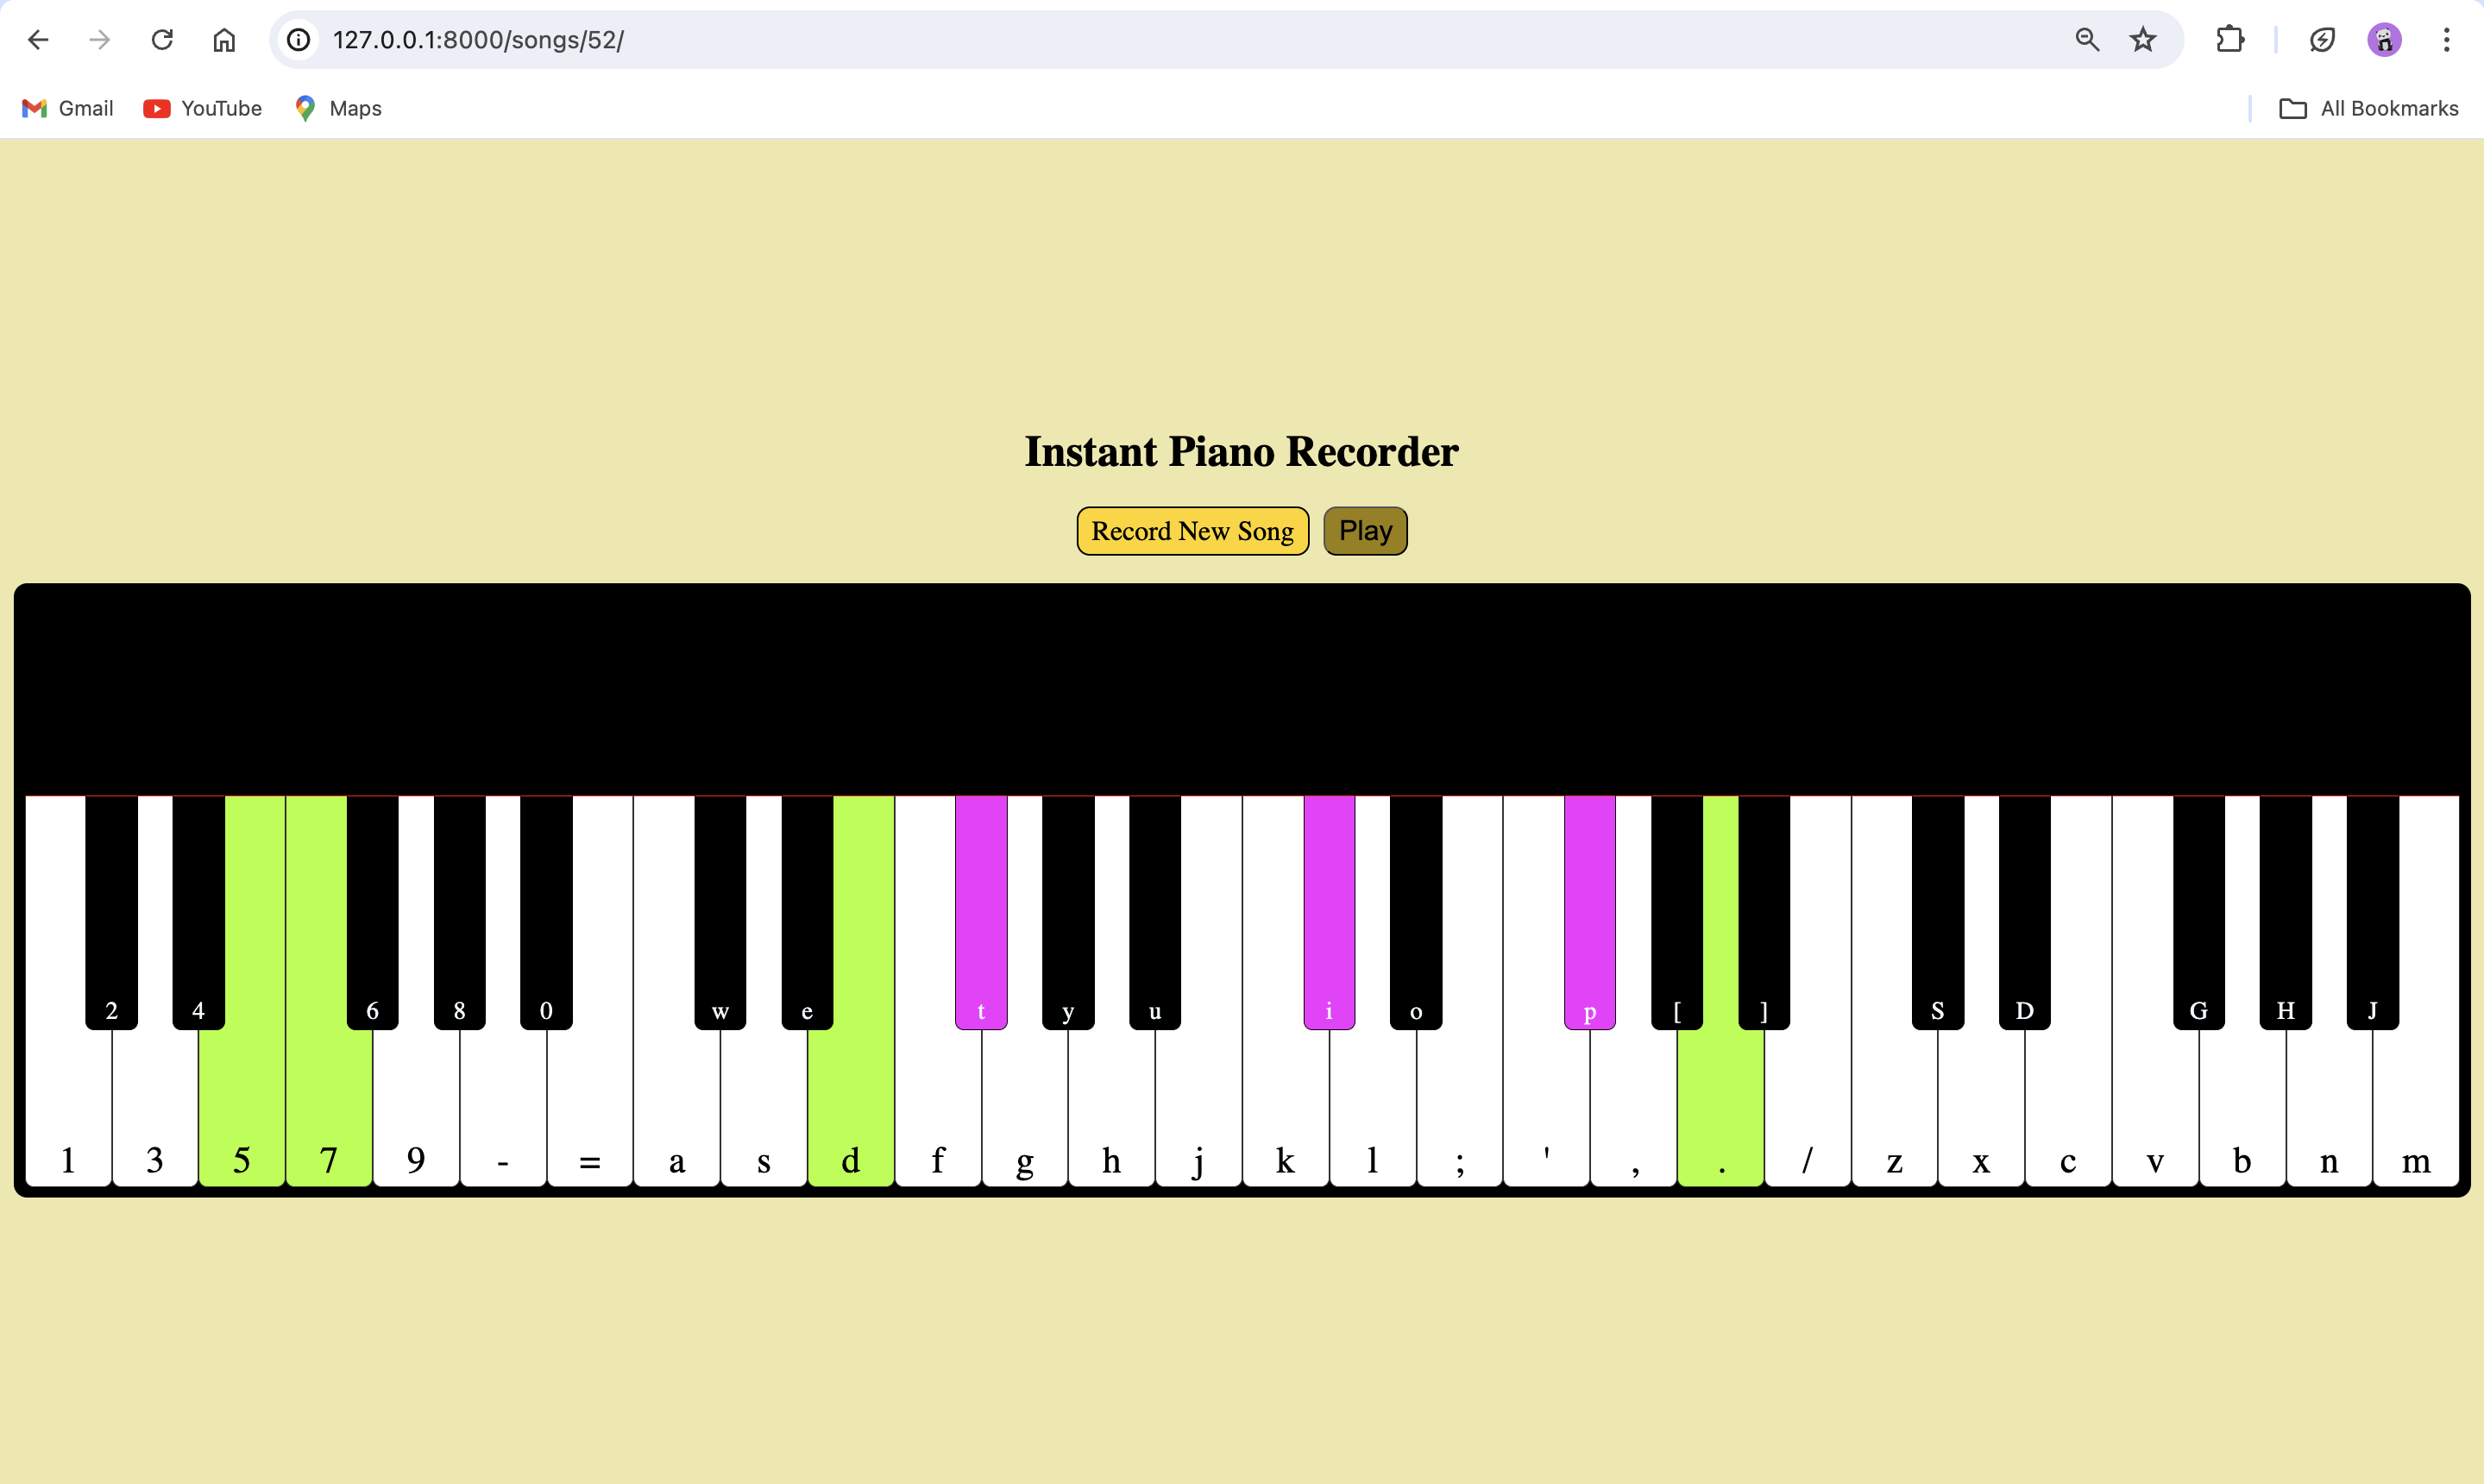 127.0.0.1:8000/songs/52/
Gmail YouTube Maps All Bookmarks
Instant Piano Recorder
Record New Song Play
2 4 6 8 0 w e t y u i o p [ ] S D G H J
1 3 5 7 9 - = a s d f g h j k l ; ' , . / z x c v b n m